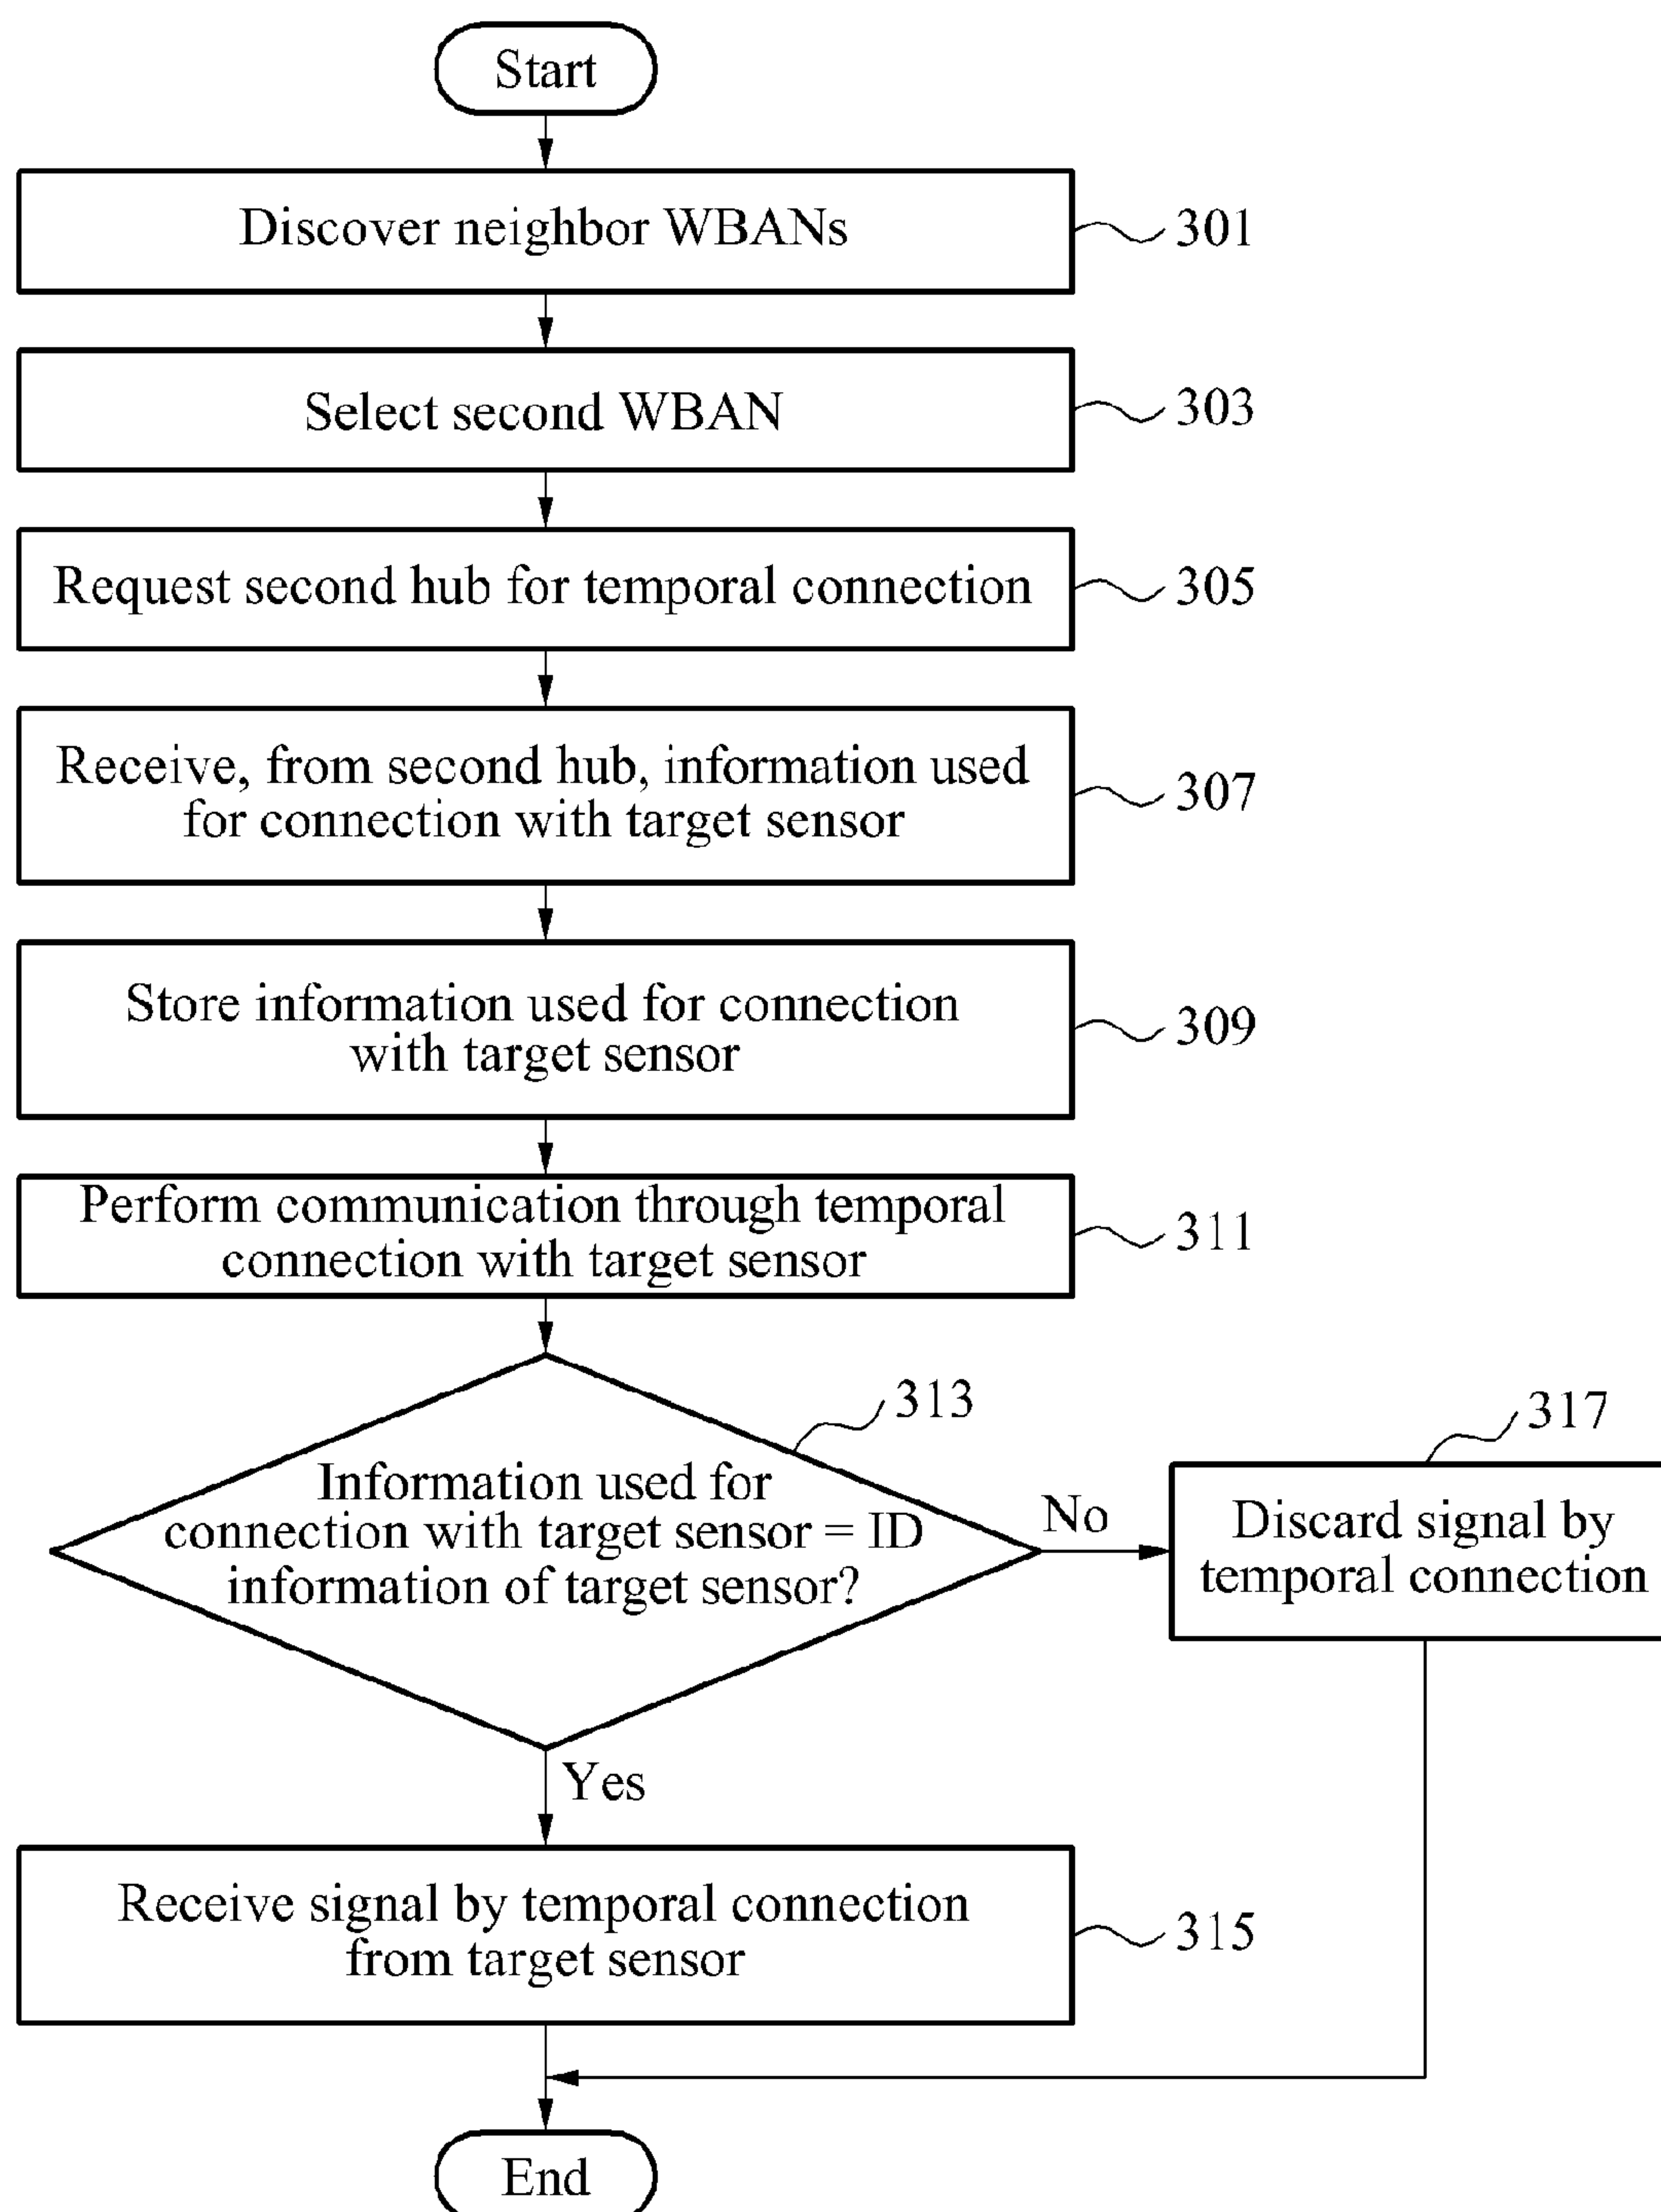 Start
Discover neighbor WBANs
301
Select second WBAN
303
Request second hub for temporal connection
305
Receive, from second hub, information used
for connection with target sensor
307
Store information used for connection
with target sensor
309
Perform communication through temporal
connection with target sensor
311
313
Information used for
connection with target sensor = ID
information of target sensor?
No
317
Discard signal by
temporal connection
Yes
Receive signal by temporal connection
from target sensor
315
End